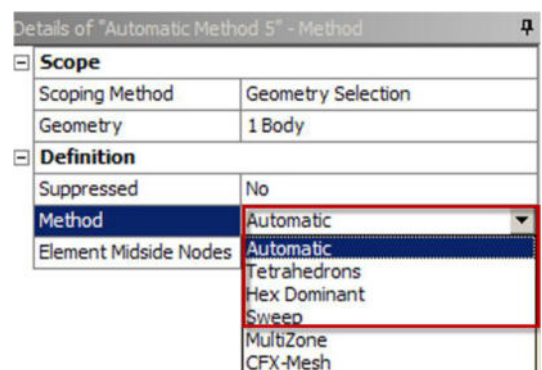 Details of "Automatic Method 5" - Method
Scope
Scoping Method Geometry Selection
Geometry 1 Body
Definition
Suppressed No
Method Automatic
Element Midside Nodes Automatic
Tetrahedrons
Hex Dominant
Sweep
MultiZone
CFX-Mesh